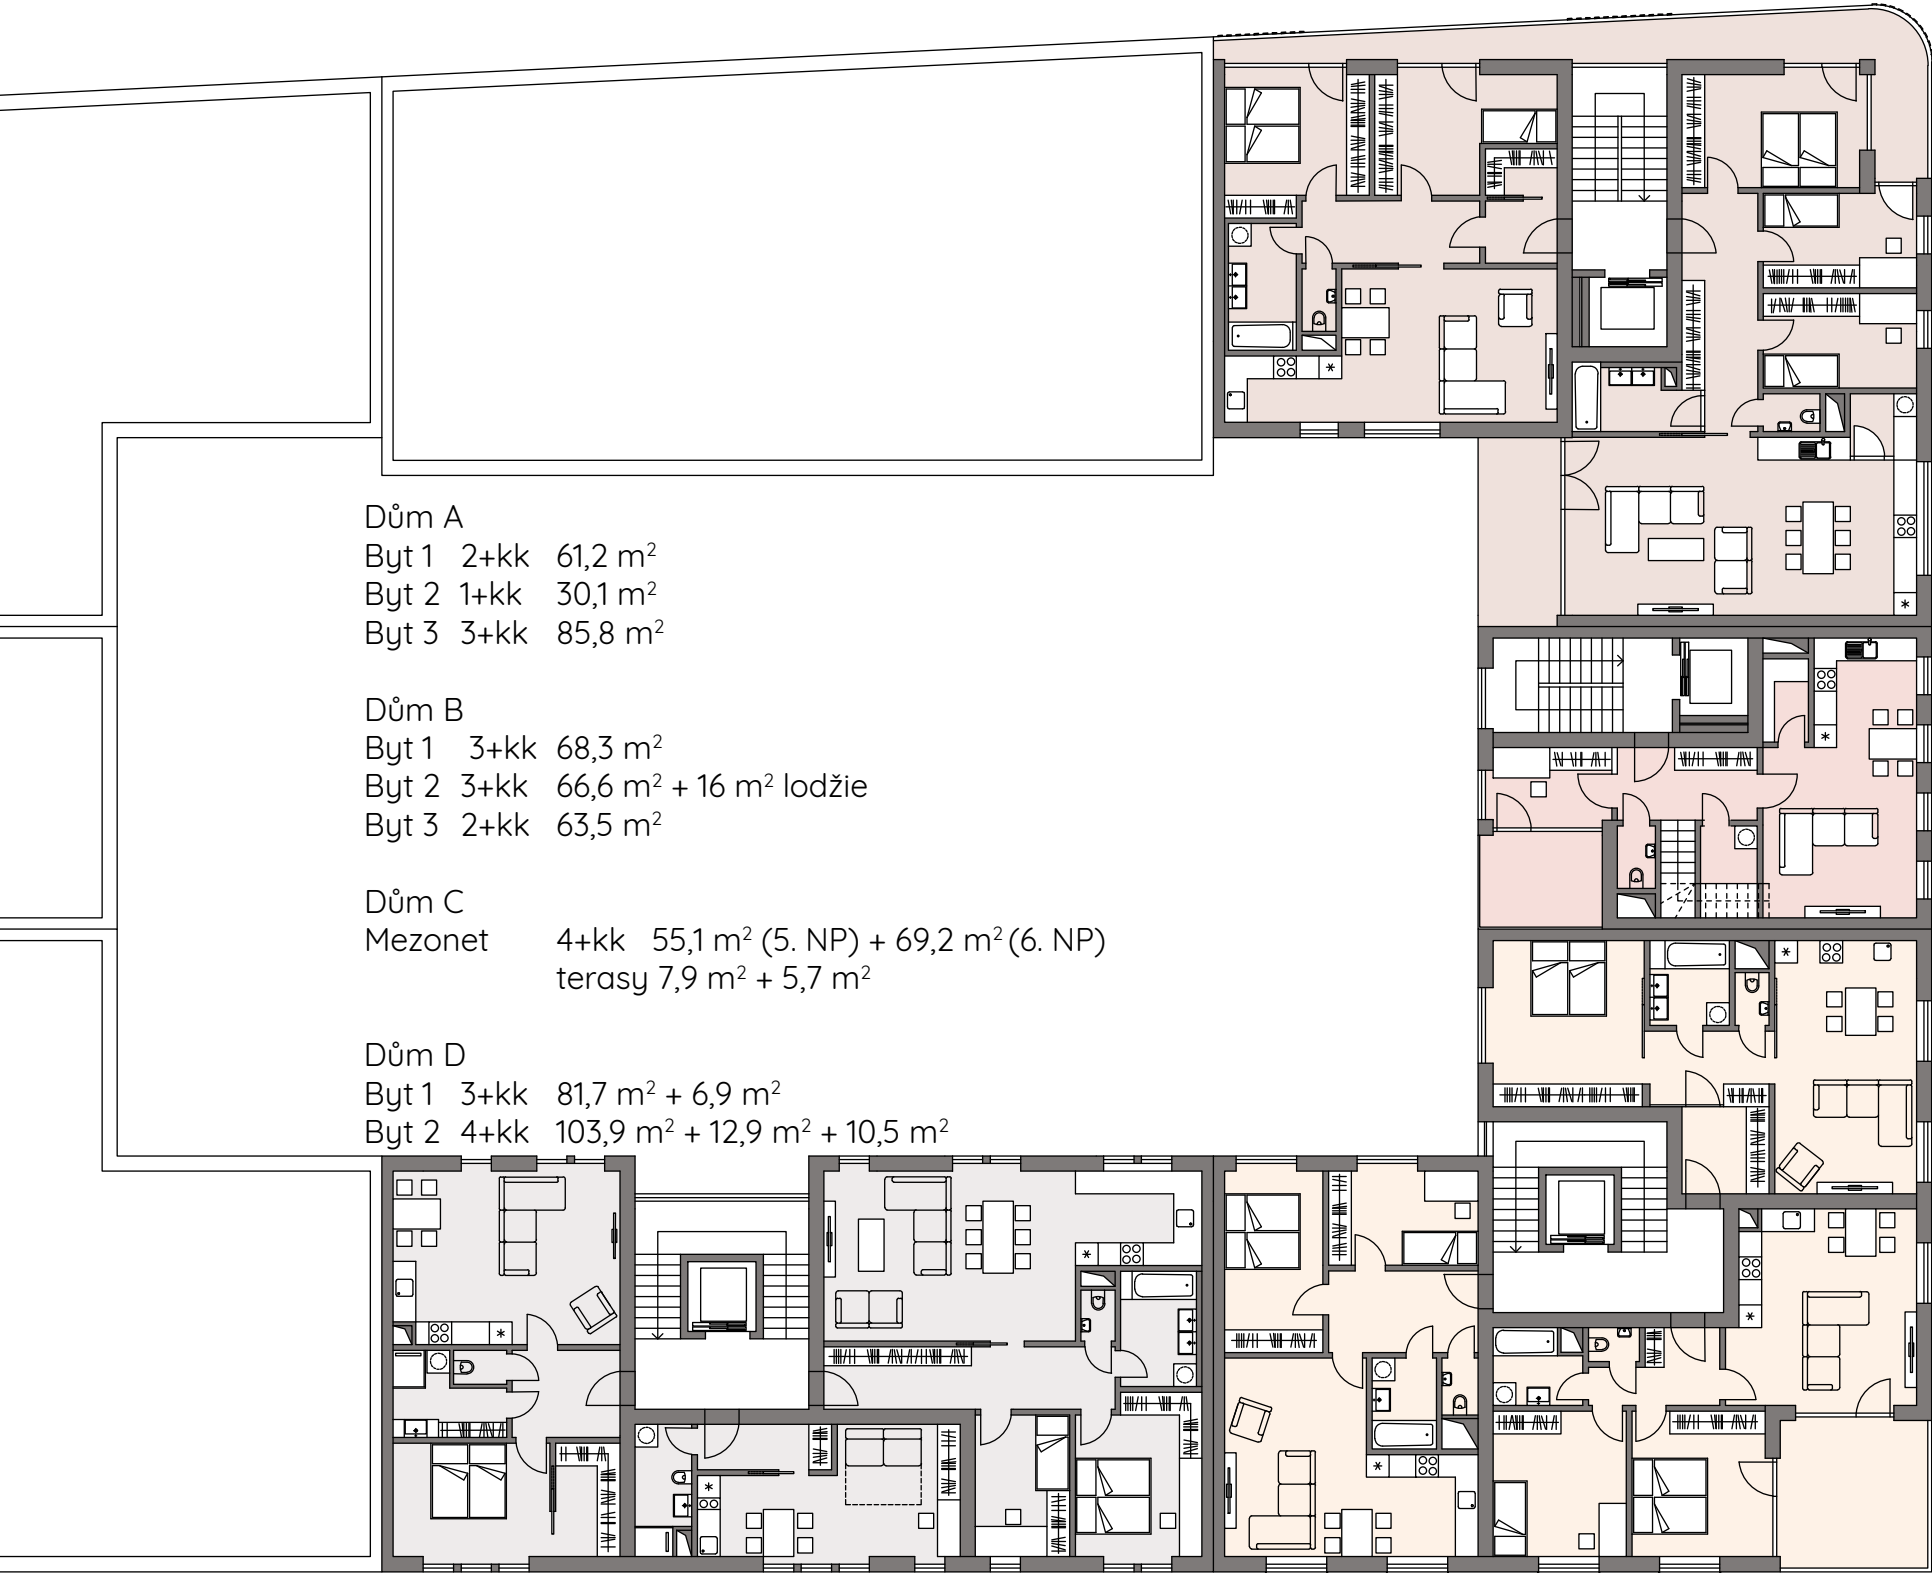 Dům A
Byt 1 2+kk 61,2 m²
Byt 2 1+kk 30,1 m²
Byt 3 3+kk 85,8 m²
Dům B
Byt 1 3+kk 68,3 m²
Byt 2 3+kk 66,6 m² + 16 m² lodžie
Byt 3 2+kk 63,5 m²
Dům C
Mezonet 4+kk 55,1 m² (5. NP) + 69,2 m² (6. NP)
terasy 7,9 m² + 5,7 m²
Dům D
Byt 1 3+kk 81,7 m² + 6,9 m²
Byt 2 4+kk 103,9 m² + 12,9 m² + 10,5 m²